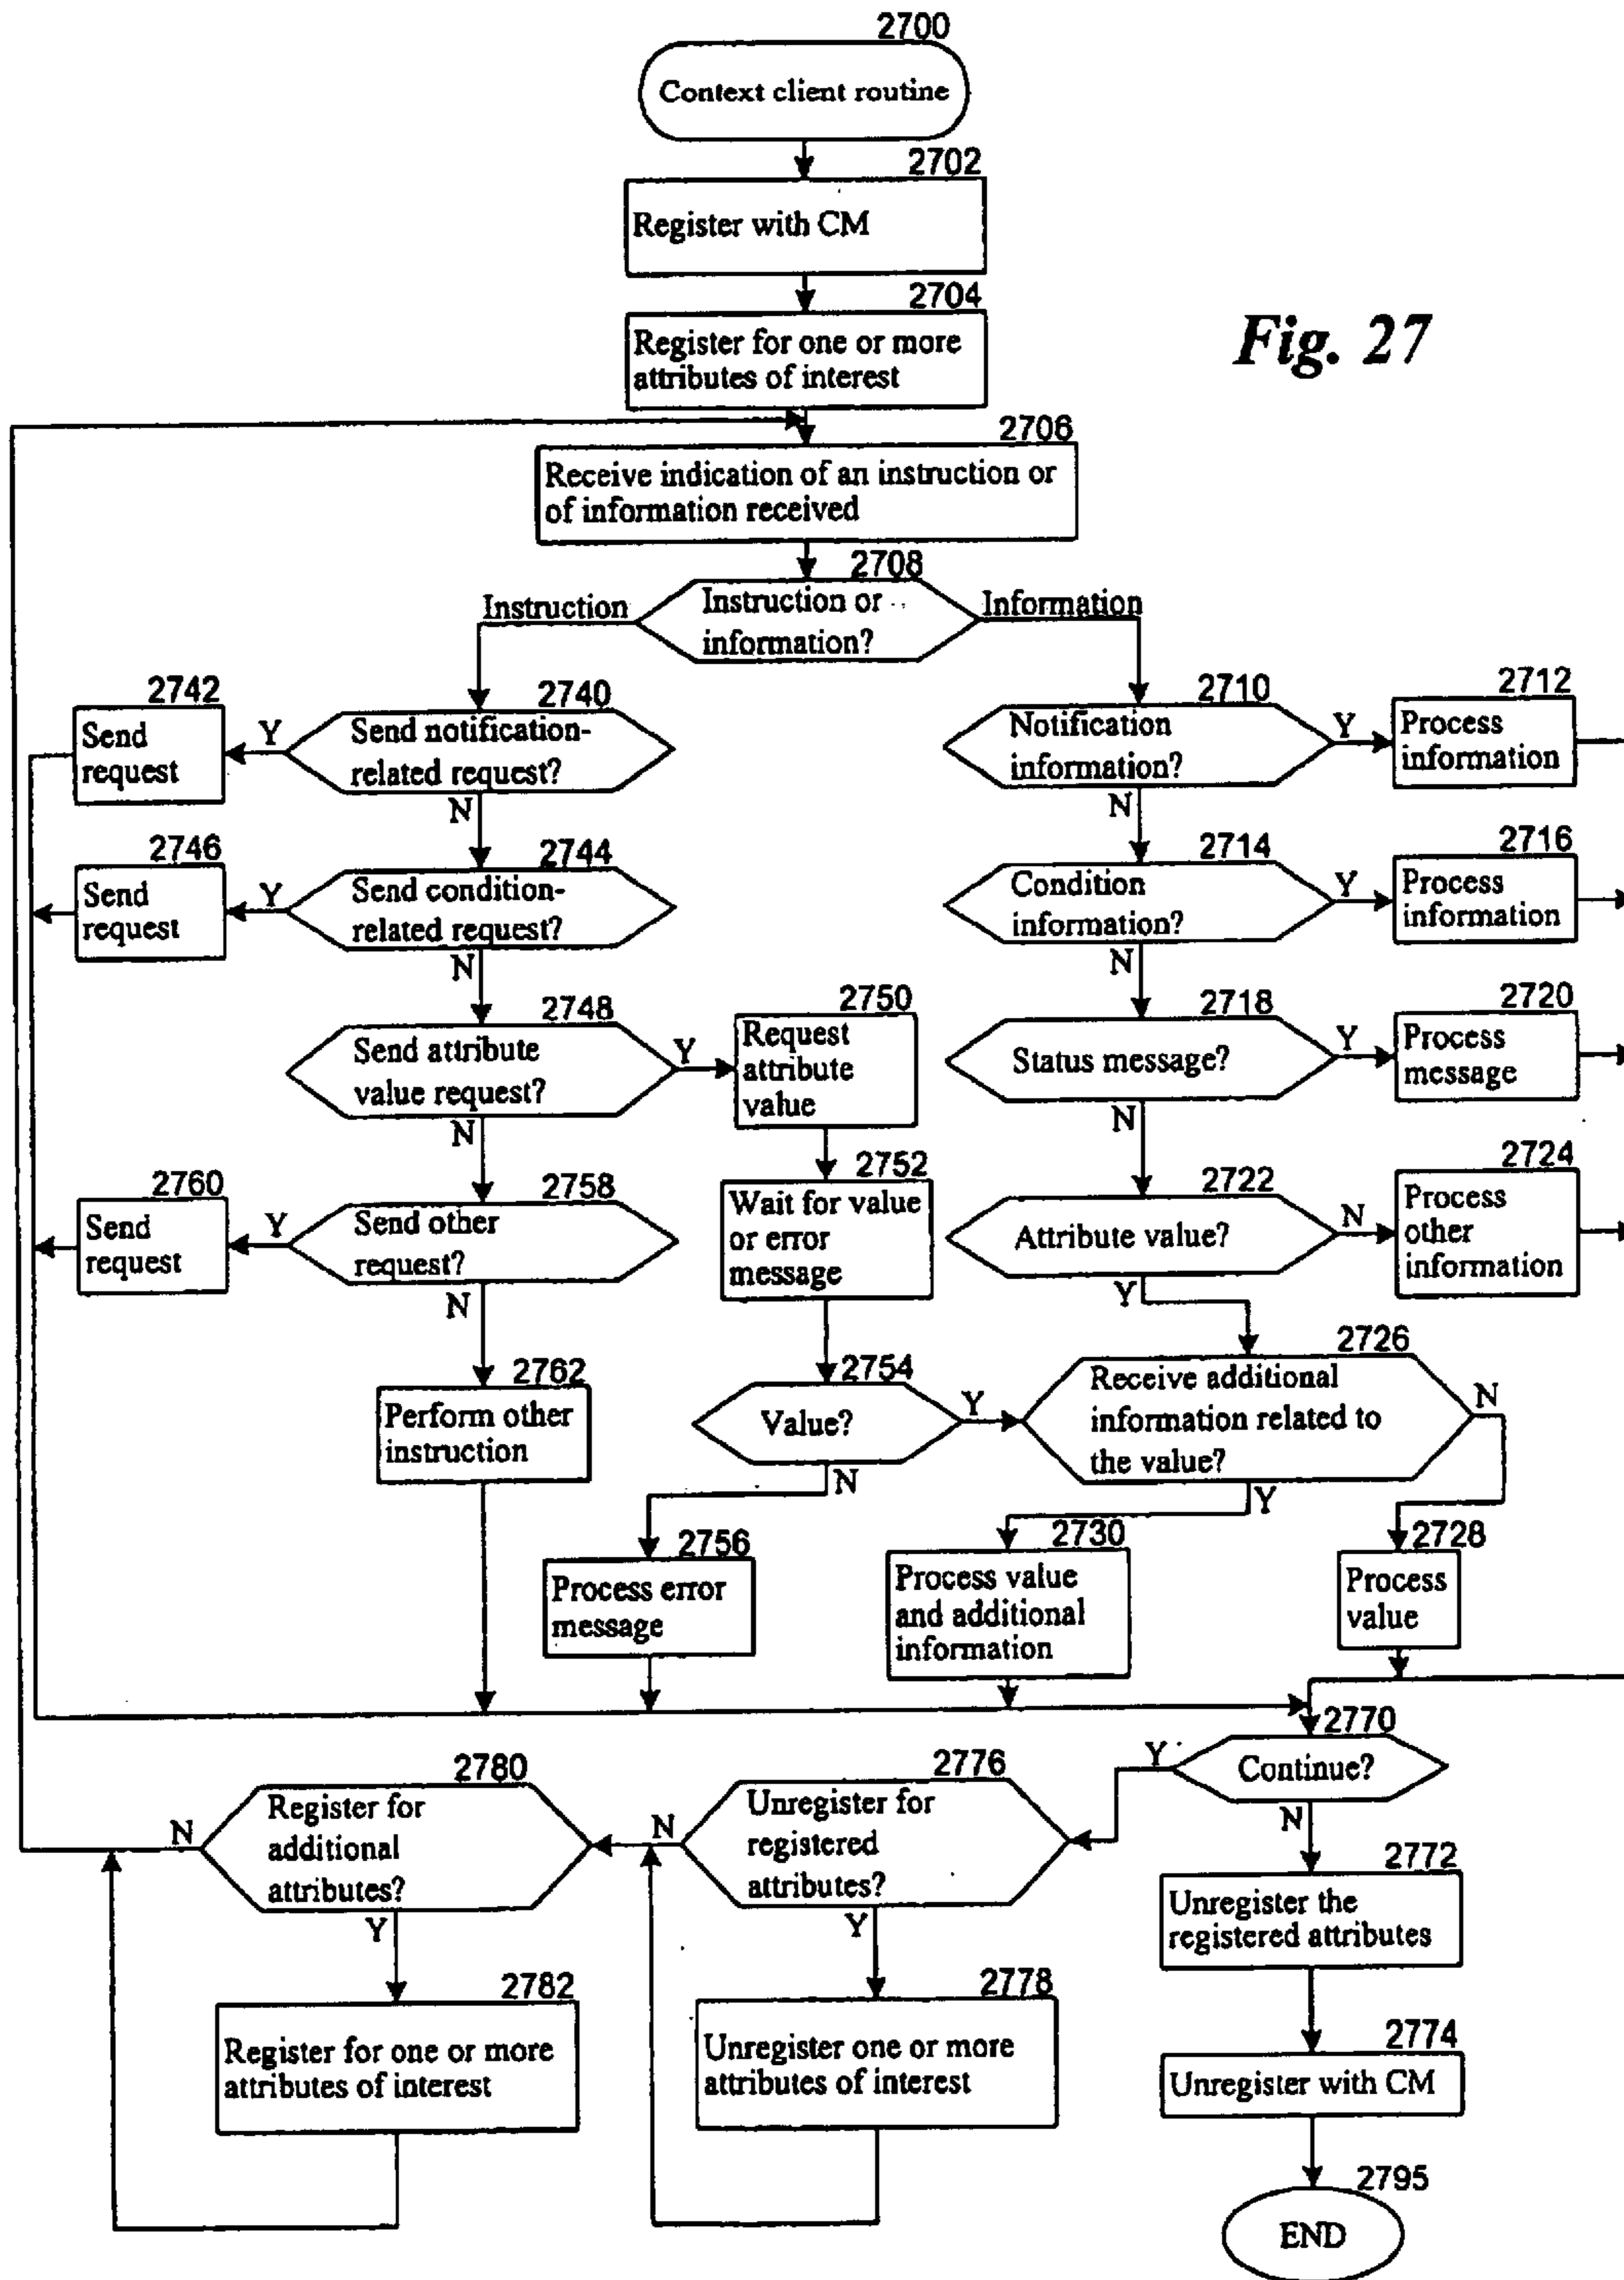 2700
Context client routine
2702
Register with CM
2704
Register for one or more
attributes of interest
Fig. 27
2706
Receive indication of an instruction or
of information received
2708
Instruction
Instruction or
information?
Information
2742
Send
request
Y
2740
Send notification-
related request?
N
2710
Notification
information?
Y
N
2712
Process
information
2746
Send
request
Y
2744
Send condition-
related request?
N
2714
Condition
information?
Y
N
2716
Process
information
2748
Send attribute
value request?
Y
N
2750
Request
attribute
value
2718
Status message?
Y
N
2720
Process
message
2760
Send
request
Y
2758
Send other
request?
N
2752
Wait for value
or error
message
2722
Attribute value?
N
Y
2724
Process
other
information
2762
Perform other
instruction
2754
Value?
Y
N
2726
Receive additional
information related to
the value?
N
Y
2756
Process error
message
2730
Process value
and additional
information
2728
Process
value
2770
Continue?
Y
N
2780
Register for
additional
attributes?
N
Y
2776
Unregister for
registered
attributes?
N
Y
2772
Unregister the
registered attributes
2782
Register for one or more
attributes of interest
2778
Unregister one or more
attributes of interest
2774
Unregister with CM
2795
END